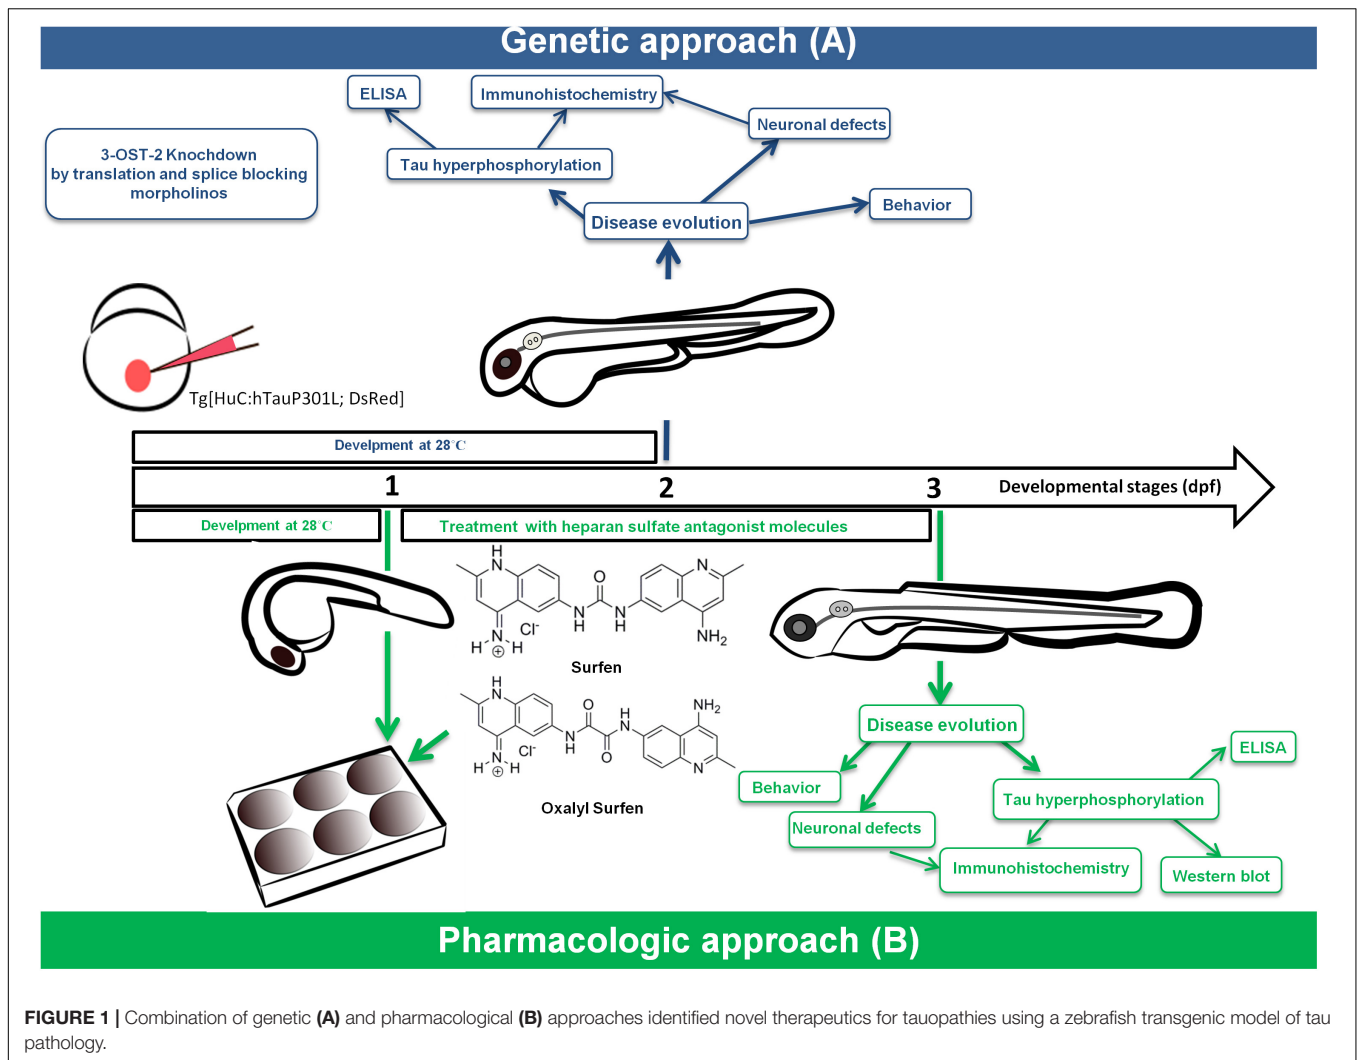 Genetic approach (A)
ELISA
Immunohistochemistry
Neuronal defects
3-OST-2 Knochdown
by translation and splice blocking
morpholinos
Tau hyperphosphorylation
Behavior
Disease evolution
Tg[HuC:hTauP301L; DsRed]
Develpment at 28°C
1
2
3
Developmental stages (dpf)
Develpment at 28°C
Treatment with heparan sulfate antagonist molecules
H
N
N
O
N
H
N
H
N
H
H
⊕
Cl-
NH2
Surfen
H
N
NH2
O
H
N
N
H
O
N
H
H
⊕
Cl-
N
Oxalyl Surfen
Disease evolution
ELISA
Behavior
Tau hyperphosphorylation
Neuronal defects
Immunohistochemistry
Western blot
Pharmacologic approach (B)
FIGURE 1 | Combination of genetic (A) and pharmacological (B) approaches identified novel therapeutics for tauopathies using a zebrafish transgenic model of tau
pathology.